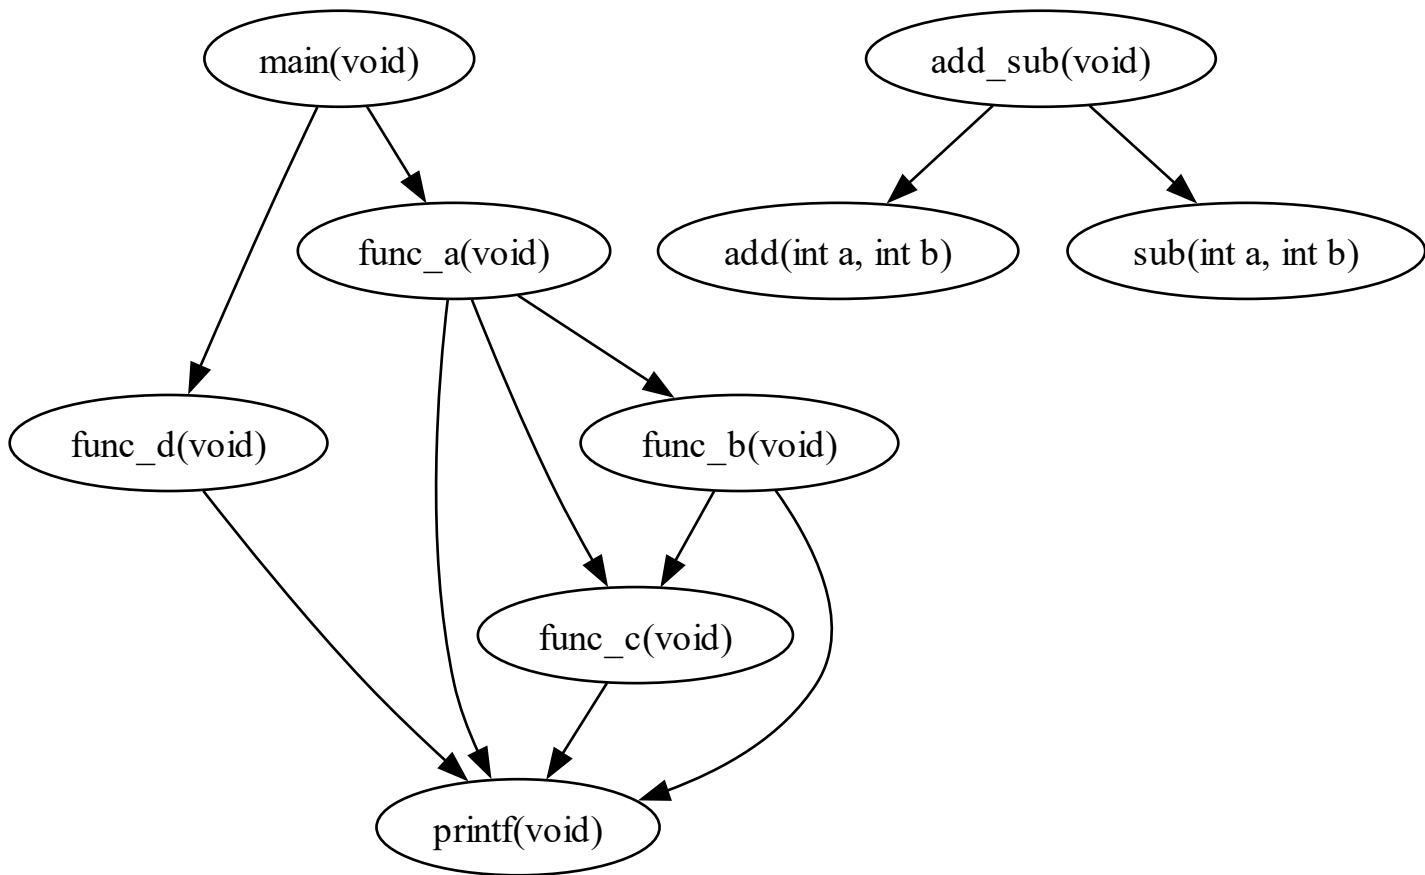 main(void)
add_sub(void)
func_a(void)
add(int a, int b)
sub(int a, int b)
func_d(void)
func_b(void)
func_c(void)
printf(void)